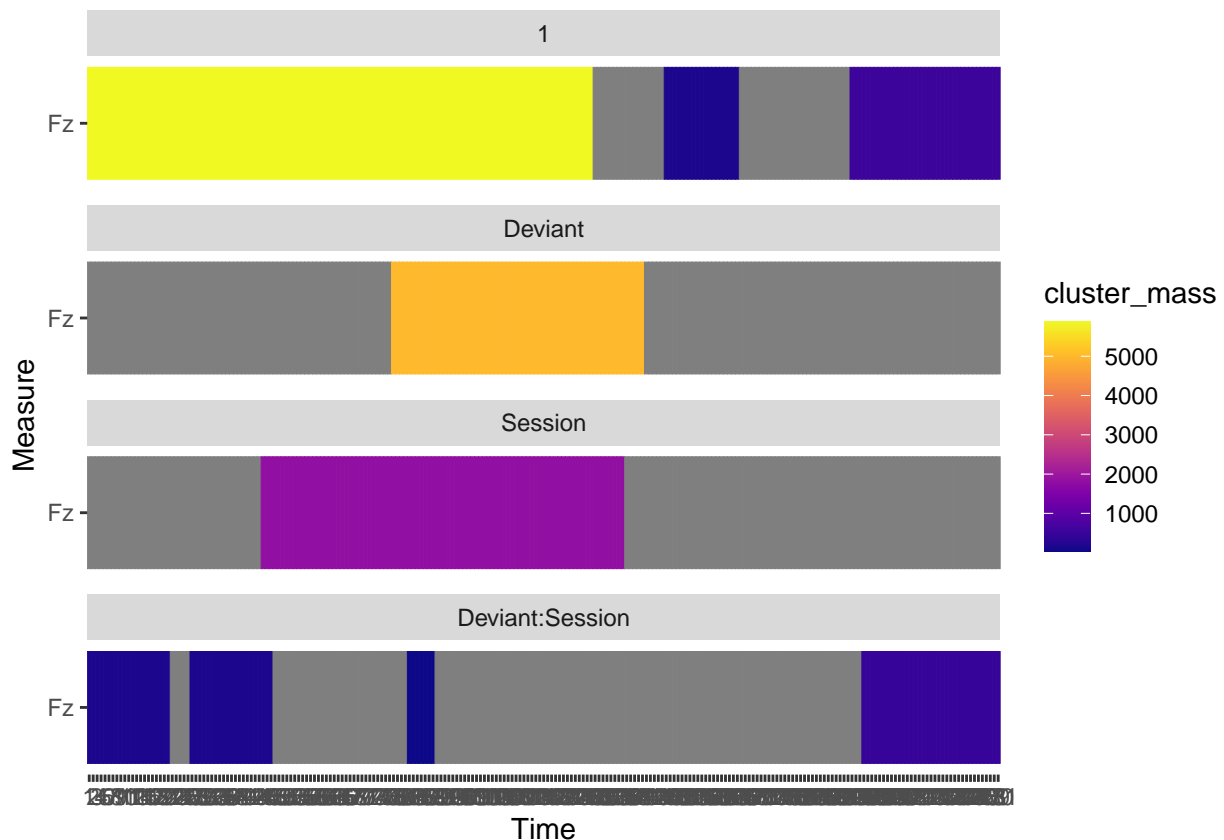 1
Fz
Deviant
Fz
Session
Fz
Deviant:Session
Fz
Measure
Time
cluster_mass
5000
4000
3000
2000
1000